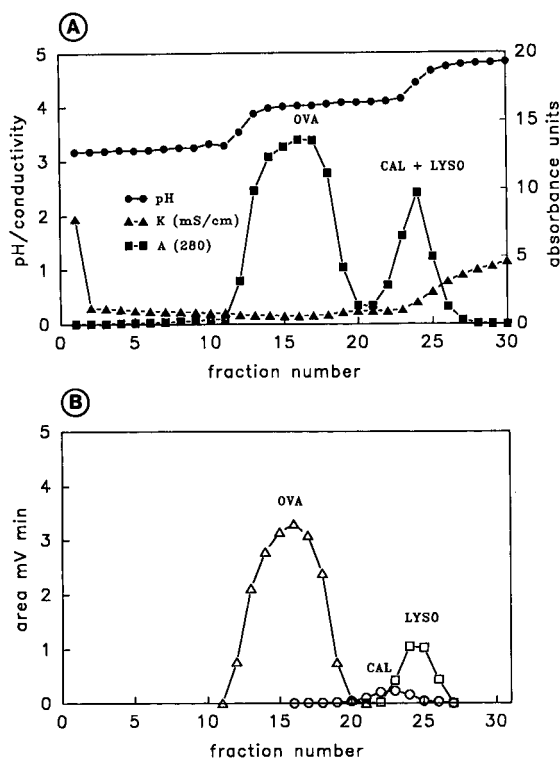 A
5
4
3
2
1
0
pH/conductivity
OVA
CAL + LYSO
pH
K (mS/cm)
A (280)
20
15
10
5
0
absorbance units
0 5 10 15 20 25 30
fraction number
B
5
4
3
2
1
0
area mV min
OVA
LYSO
CAL
0 5 10 15 20 25 30
fraction number